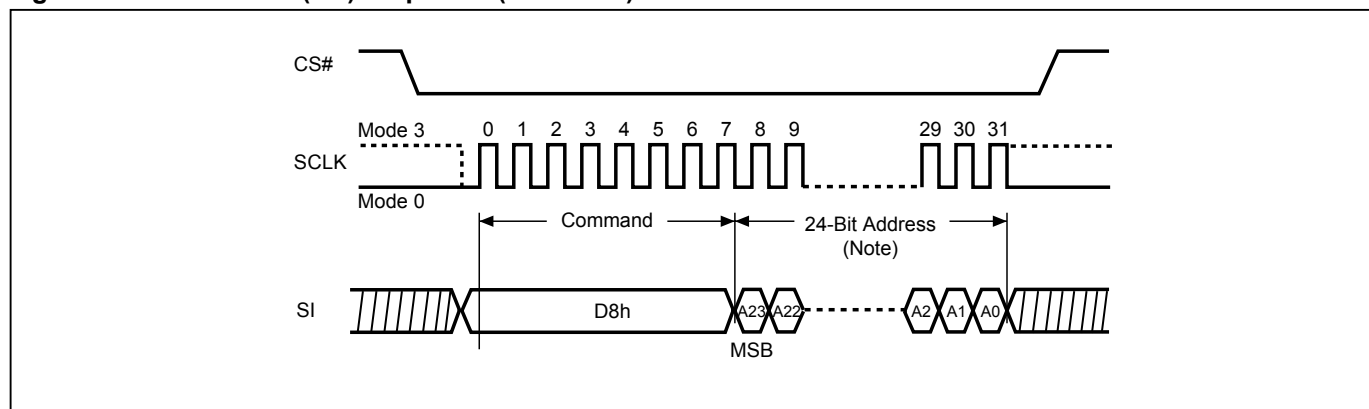 CS#
Mode 3
0 1 2 3 4 5 6 7 8 9 29 30 31
SCLK
Mode 0
Command
24-Bit Address
(Note)
SI
D8h
A23 A22
A2 A1 A0
MSB